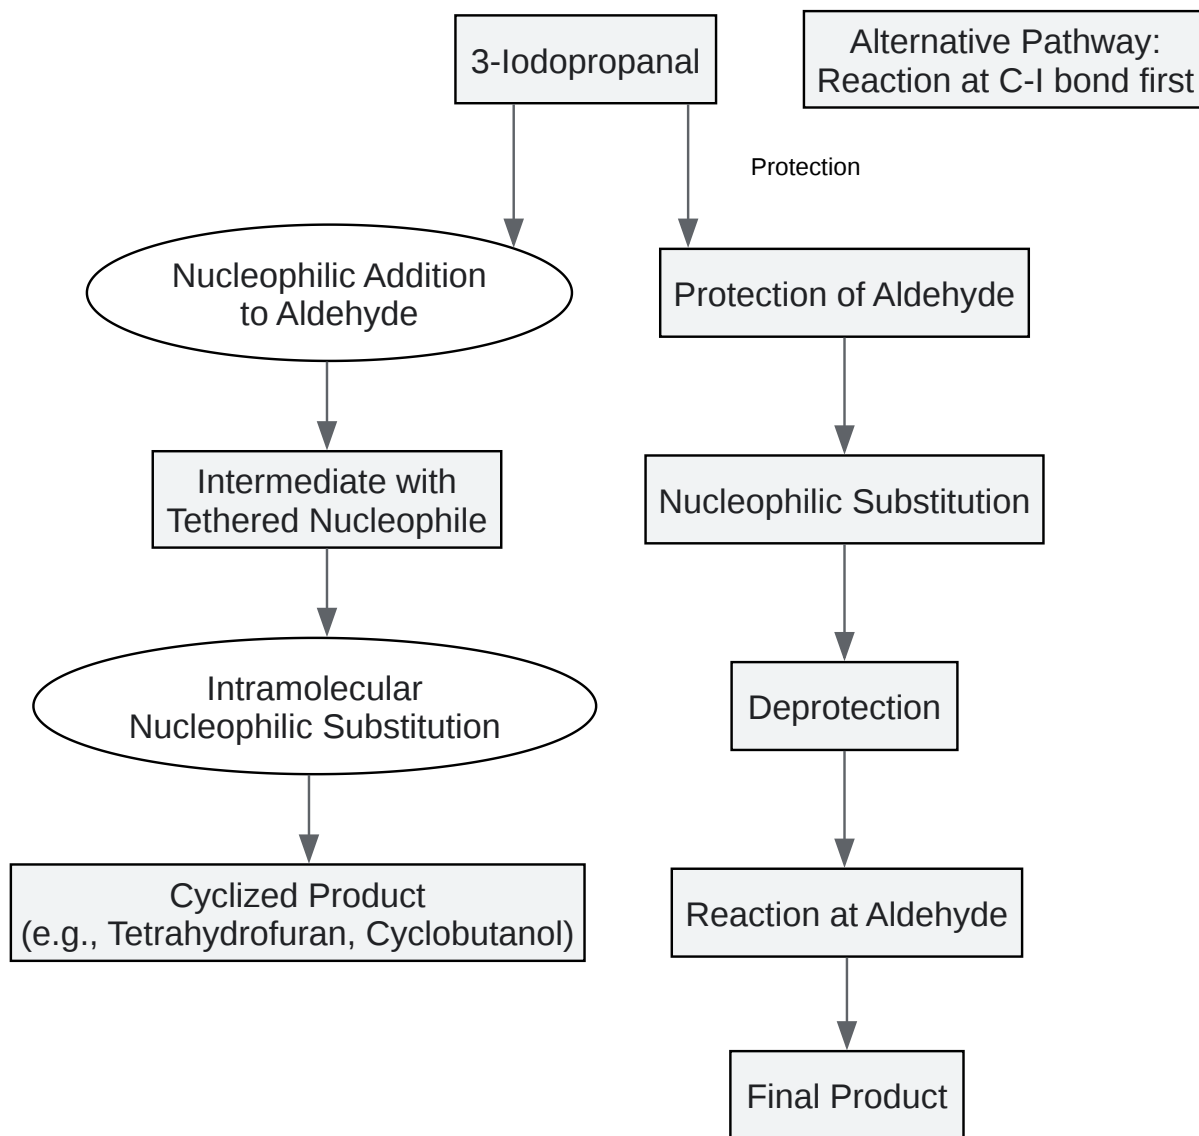 3-Iodopropanal
Alternative Pathway:
Reaction at C-I bond first
Protection
Nucleophilic Addition
to Aldehyde
Protection of Aldehyde
Intermediate with
Tethered Nucleophile
Nucleophilic Substitution
Intramolecular
Nucleophilic Substitution
Deprotection
Cyclized Product
(e.g., Tetrahydrofuran, Cyclobutanol)
Reaction at Aldehyde
Final Product